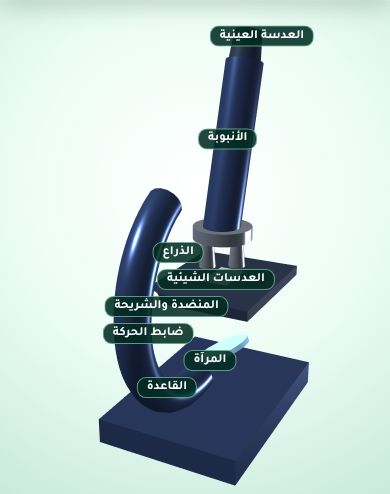 العدسة العينية
الأنبوبة
الذراع
العدسات الشيئية
المنضدة والشريحة
ضابط الحركة
المرآة
القاعدة